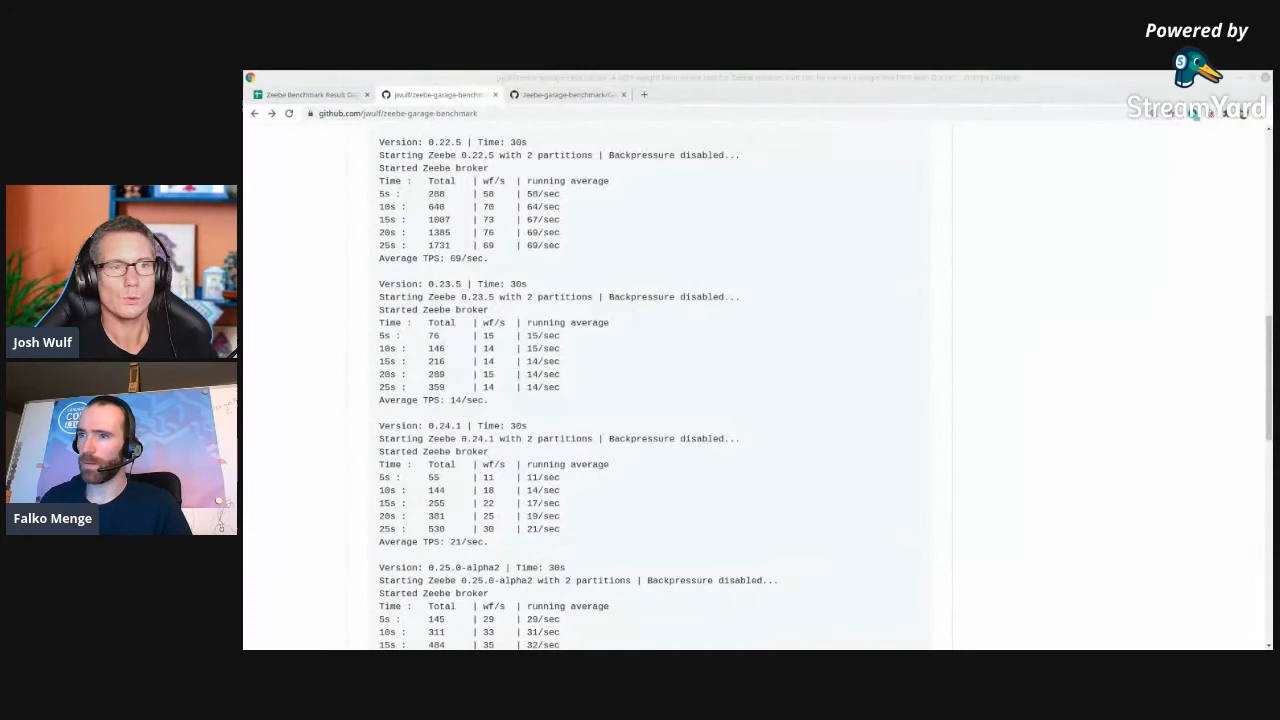 Powered by
StreamYard
Zeebe Benchmark Result Da
jwulf/zeebe-garage-benchm
zeebe-garage-benchmark/G
github.com/jwulf/zeebe-garage-benchmark
Version: 0.22.5 | Time: 30s
Starting Zeebe 0.22.5 with 2 partitions | Backpressure disabled...
Started Zeebe broker
Time : Total | wf/s | running average
5s : 288 | 58 | 58/sec
10s : 640 | 70 | 64/sec
15s : 1007 | 73 | 67/sec
20s : 1385 | 76 | 69/sec
25s : 1731 | 69 | 69/sec
Average TPS: 69/sec.
Version: 0.23.5 | Time: 30s
Starting Zeebe 0.23.5 with 2 partitions | Backpressure disabled...
Started Zeebe broker
Time : Total | wf/s | running average
5s : 76 | 15 | 15/sec
10s : 146 | 14 | 15/sec
15s : 216 | 14 | 14/sec
20s : 289 | 15 | 14/sec
25s : 359 | 14 | 14/sec
Average TPS: 14/sec.
Version: 0.24.1 | Time: 30s
Starting Zeebe 0.24.1 with 2 partitions | Backpressure disabled...
Started Zeebe broker
Time : Total | wf/s | running average
5s : 55 | 11 | 11/sec
10s : 144 | 18 | 14/sec
15s : 255 | 22 | 17/sec
20s : 381 | 25 | 19/sec
25s : 530 | 30 | 21/sec
Average TPS: 21/sec.
Version: 0.25.0-alpha2 | Time: 30s
Starting Zeebe 0.25.0-alpha2 with 2 partitions | Backpressure disabled...
Started Zeebe broker
Time : Total | wf/s | running average
5s : 145 | 29 | 29/sec
10s : 311 | 33 | 31/sec
15s : 484 | 35 | 32/sec
Josh Wulf
Falko Menge